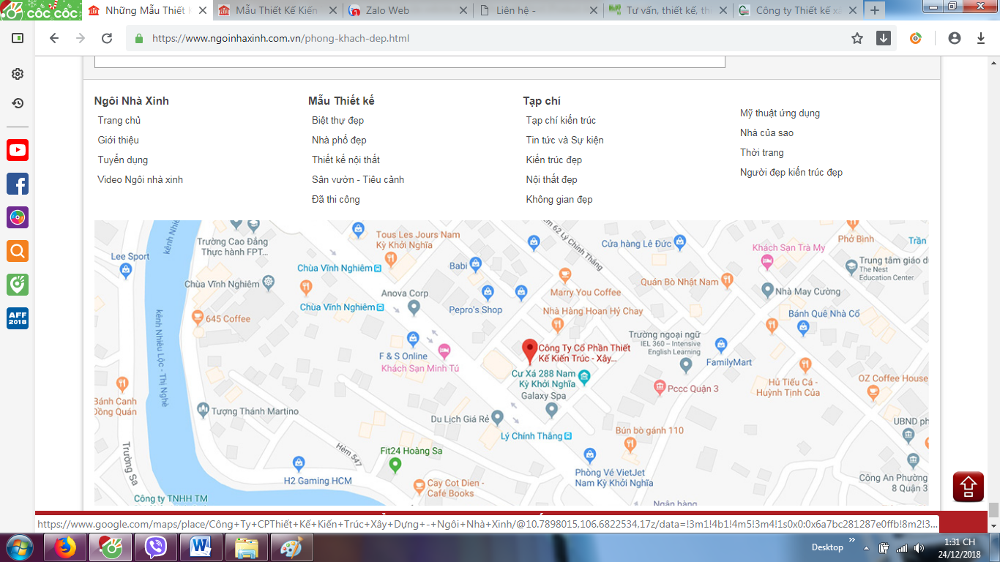 cốc cốc
Những Mẫu Thiết
Mẫu Thiết Kế Kiến
Zalo Web
Liên hệ -
Tư vấn, thiết kế, th
Công ty Thiết kế xâ
https://www.ngoinhaxinh.com.vn/phong-khach-dep.html
AFF
2018
Ngôi Nhà Xinh
Trang chủ
Giới thiệu
Tuyển dụng
Video Ngôi nhà xinh
Mẫu Thiết kế
Biệt thự đẹp
Nhà phố đẹp
Thiết kế nội thất
Sân vườn - Tiêu cảnh
Đã thi công
Tạp chí
Tạp chí kiến trúc
Tin tức và Sự kiện
Kiến trúc đẹp
Nội thất đẹp
Không gian đẹp
Mỹ thuật ứng dụng
Nhà của sao
Thời trang
Người đẹp kiến trúc đẹp
kênh Nhiêu
Trường Cao Đẳng
Thực hành FPT...
Tous Les Jours Nam
Kỳ Khởi Nghĩa
Hẻm 62 Lý Chính Thắng
Cửa hàng Lê Đức
Phở Bình
Trần
Khách Sạn Trà My
Lee Sport
Chùa Vĩnh Nghiêm
Babi
Trung tâm giáo dụ
The Nest
Education Center
Chùa Vĩnh Nghiêm
Quán Bò Nhật Nam
Anova Corp
Marry You Coffee
Nhà May Cường
Chùa Vĩnh Nghiêm
Pepro's Shop
Nhà Hàng Hoan Hỷ Chay
645 Coffee
Bánh Quê Nhà Cố
kênh Nhiêu Lộc - Thị Nghè
Trường ngoại ngữ
IEL 360 – Intensive
English Learning
F & S Online
Khách Sạn Minh Tú
Công Ty Cổ Phần Thiết
Kế Kiến Trúc - Xây...
FamilyMart
Cư Xá 288 Nam
Kỳ Khởi Nghĩa
Galaxy Spa
Pccc Quận 3
Hủ Tiếu Cá -
Huỳnh Tịnh Của
OZ Coffee House
Bánh Canh
Đồng Quán
Tượng Thánh Martino
Du Lịch Giá Rẻ
UBND ph
Lý Chính Thắng
Bún bò gánh 110
Trường Sa
Hẻm 547
Fit24 Hoàng Sa
H2 Gaming HCM
Phòng Vé VietJet
Nam Kỳ Khởi Nghĩa
Cay Cot Dien -
Café Books
Công An Phường
8 Quận 3
Công ty TNHH TM
Ngân hàng
https://www.google.com/maps/place/Công+Ty+CPThiết+Kế+Kiến+Trúc+Xây+Dựng+-+Ngôi+Nhà+Xinh/@10.7898015,106.6822534,17z/data=!3m1!4b1!4m5!3m4!1s0x0:0x6a7bc281287e0ffb!8m2!3...
Desktop
1:31 CH
24/12/2018